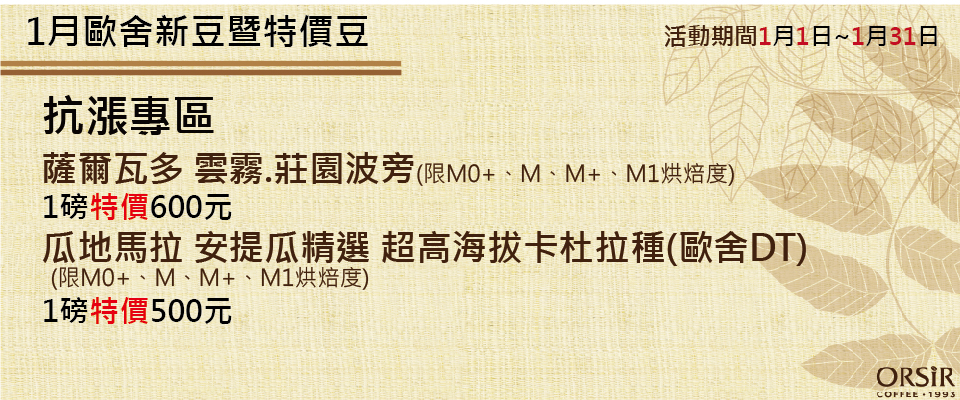 1月歐舍新豆暨特價豆
活動期間1月1日~1月31日
抗漲專區
薩爾瓦多 雲霧.莊園波旁(限M0+、M、M+、M1烘焙度)
1磅特價600元
瓜地馬拉 安提瓜精選 超高海拔卡杜拉種(歐舍DT)
(限M0+、M、M+、M1烘焙度)
1磅特價500元
ORSiR
COFFEE•1993